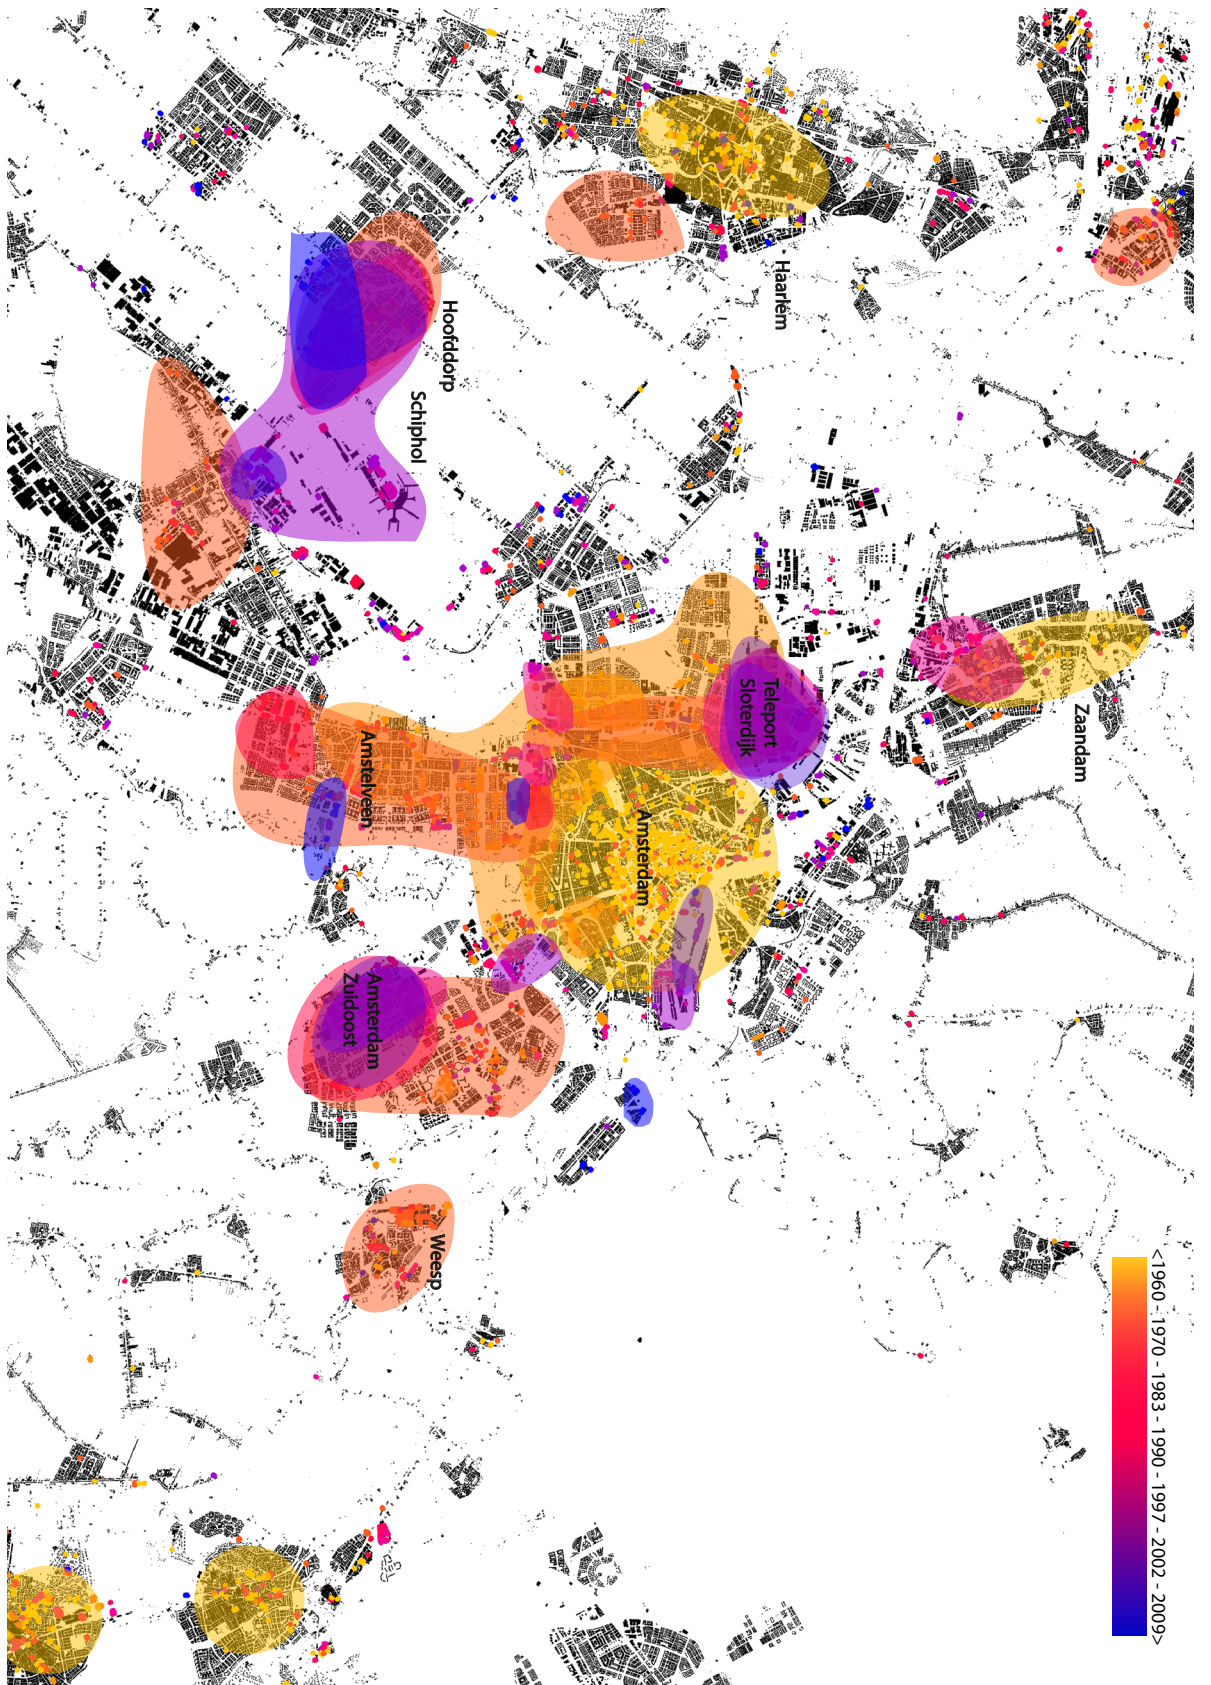 Haarlem
Zaandam
Hoofddorp
Schiphol
Teleport
Sloterdijk
Amstelveen
Amsterdam
Amsterdam
Zuidoost
Weesp
<1960 - 1970 - 1983 - 1990 - 1997 - 2002 - 2009>